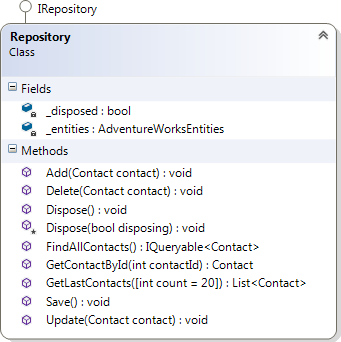 IRepository
Repository
Class
Fields
_disposed : bool
_entities : AdventureWorksEntities
Methods
Add(Contact contact) : void
Delete(Contact contact) : void
Dispose() : void
Dispose(bool disposing) : void
FindAllContacts() : IQueryable<Contact>
GetContactById(int contactId) : Contact
GetLastContacts([int count = 20]) : List<Contact>
Save() : void
Update(Contact contact) : void